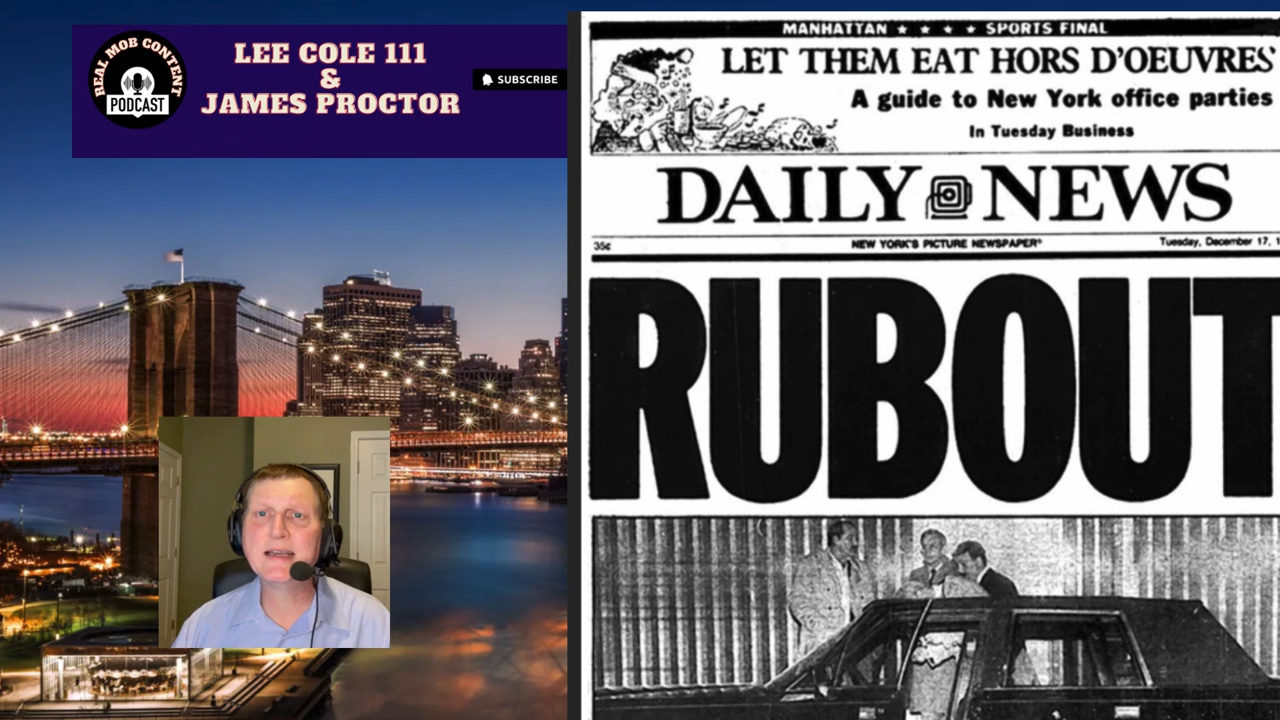 REAL MOB CONTENT
PODCAST
LEE COLE 111
&
JAMES PROCTOR
SUBSCRIBE
MANHATTAN ★ ★ ★ ★ SPORTS FINAL
LET THEM EAT HORS D'OEUVRES'
A guide to New York office parties
In Tuesday Business
DAILY NEWS
35¢ NEW YORK'S PICTURE NEWSPAPER® Tuesday, December 17, 1
RUBOUT